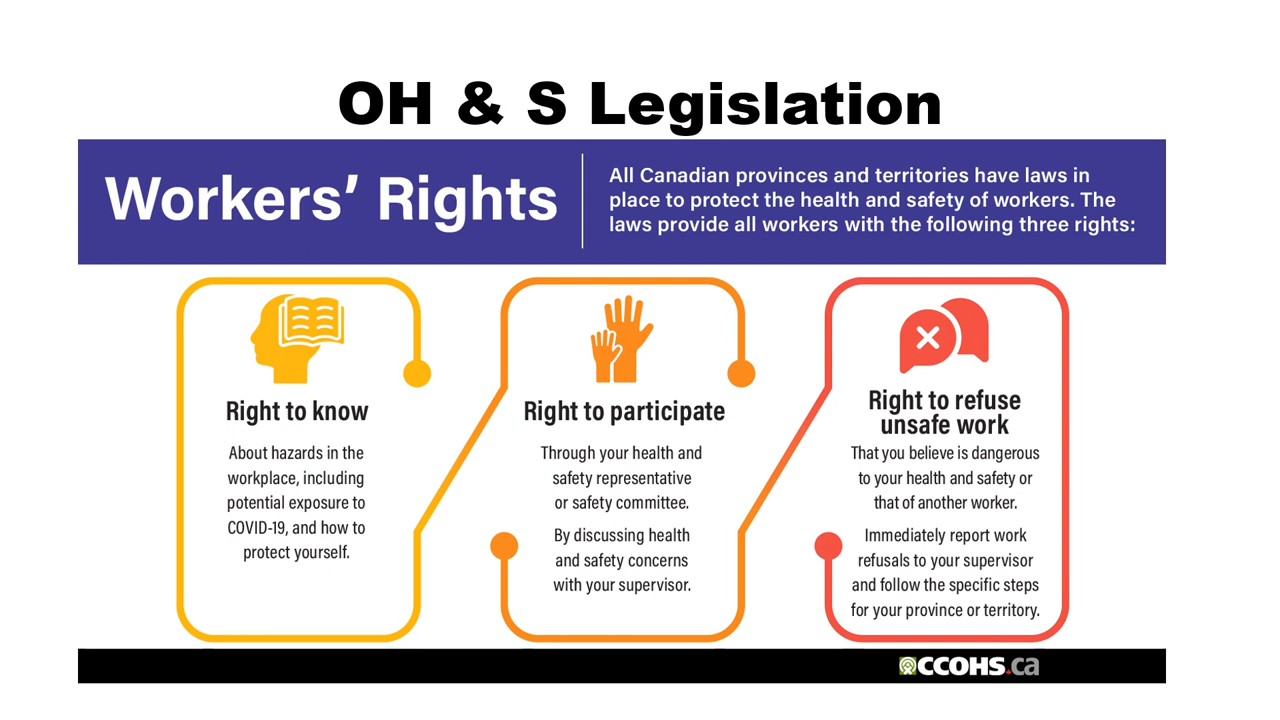 OH & S Legislation
Workers’ Rights
All Canadian provinces and territories have laws in
place to protect the health and safety of workers. The
laws provide all workers with the following three rights:
Right to know
About hazards in the
workplace, including
potential exposure to
COVID-19, and how to
protect yourself.
Right to participate
Through your health and
safety representative
or safety committee.
By discussing health
and safety concerns
with your supervisor.
Right to refuse
unsafe work
That you believe is dangerous
to your health and safety or
that of another worker.
Immediately report work
refusals to your supervisor
and follow the specific steps
for your province or territory.
CCOHS.ca